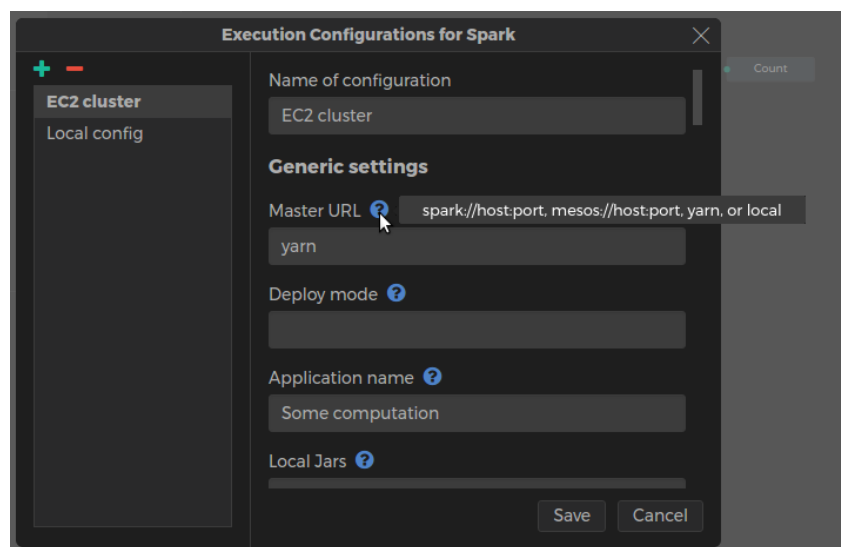 Execution Configurations for Spark
Count
EC2 cluster
Local config
Name of configuration
EC2 cluster
Generic settings
Master URL ? spark://host:port, mesos://host:port, yarn, or local
yarn
Deploy mode ?
Application name ?
Some computation
Local Jars ?
Save Cancel